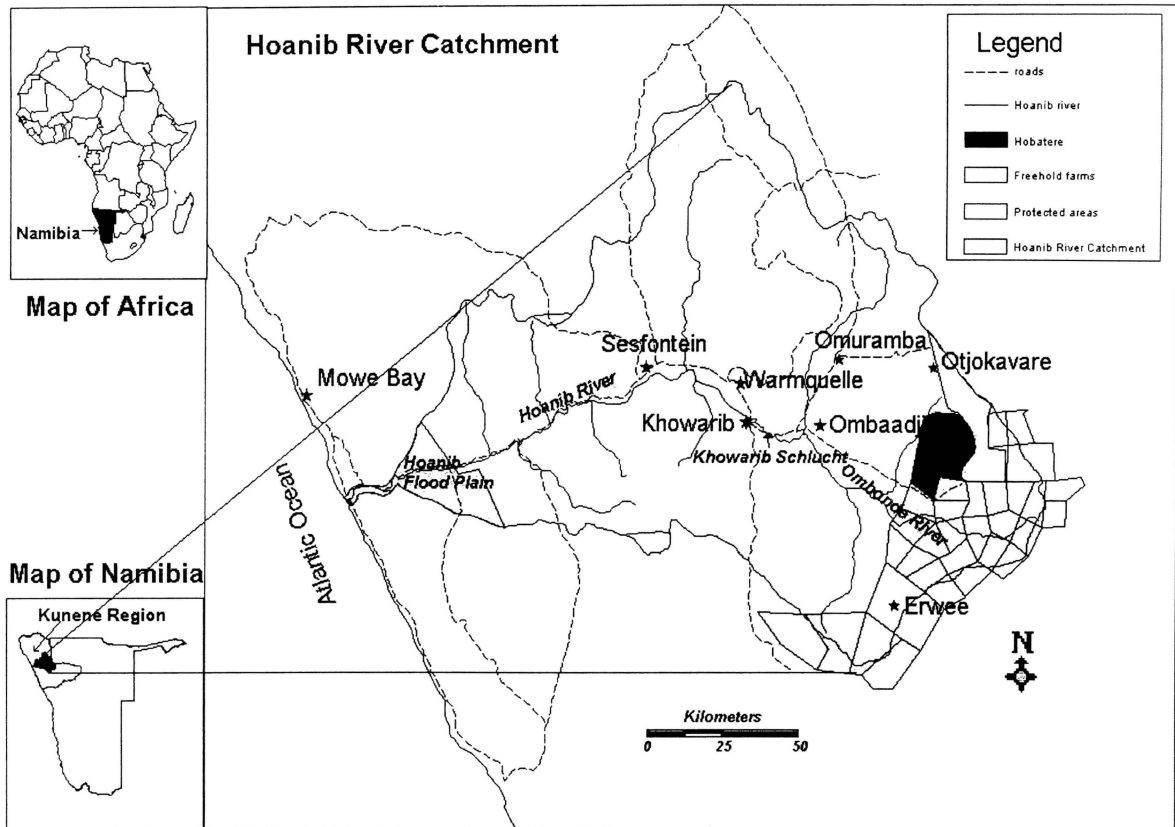 Hoanib River Catchment
Legend
roads
Hoanib river
Hobatere
Freehold farms
Protected areas
Hoanib River Catchment
Namibia
Map of Africa
Map of Namibia
Kunene Region
Mowe Bay
Atlantic Ocean
Hoanib
Flood Plain
Hoanib River
Sesfontein
Warmquelle
Khowarib
Khowarib Schlucht
Omuramba
Otjokavare
Ombaadji
Ombonde River
Erwee
N
Kilometers
0 25 50